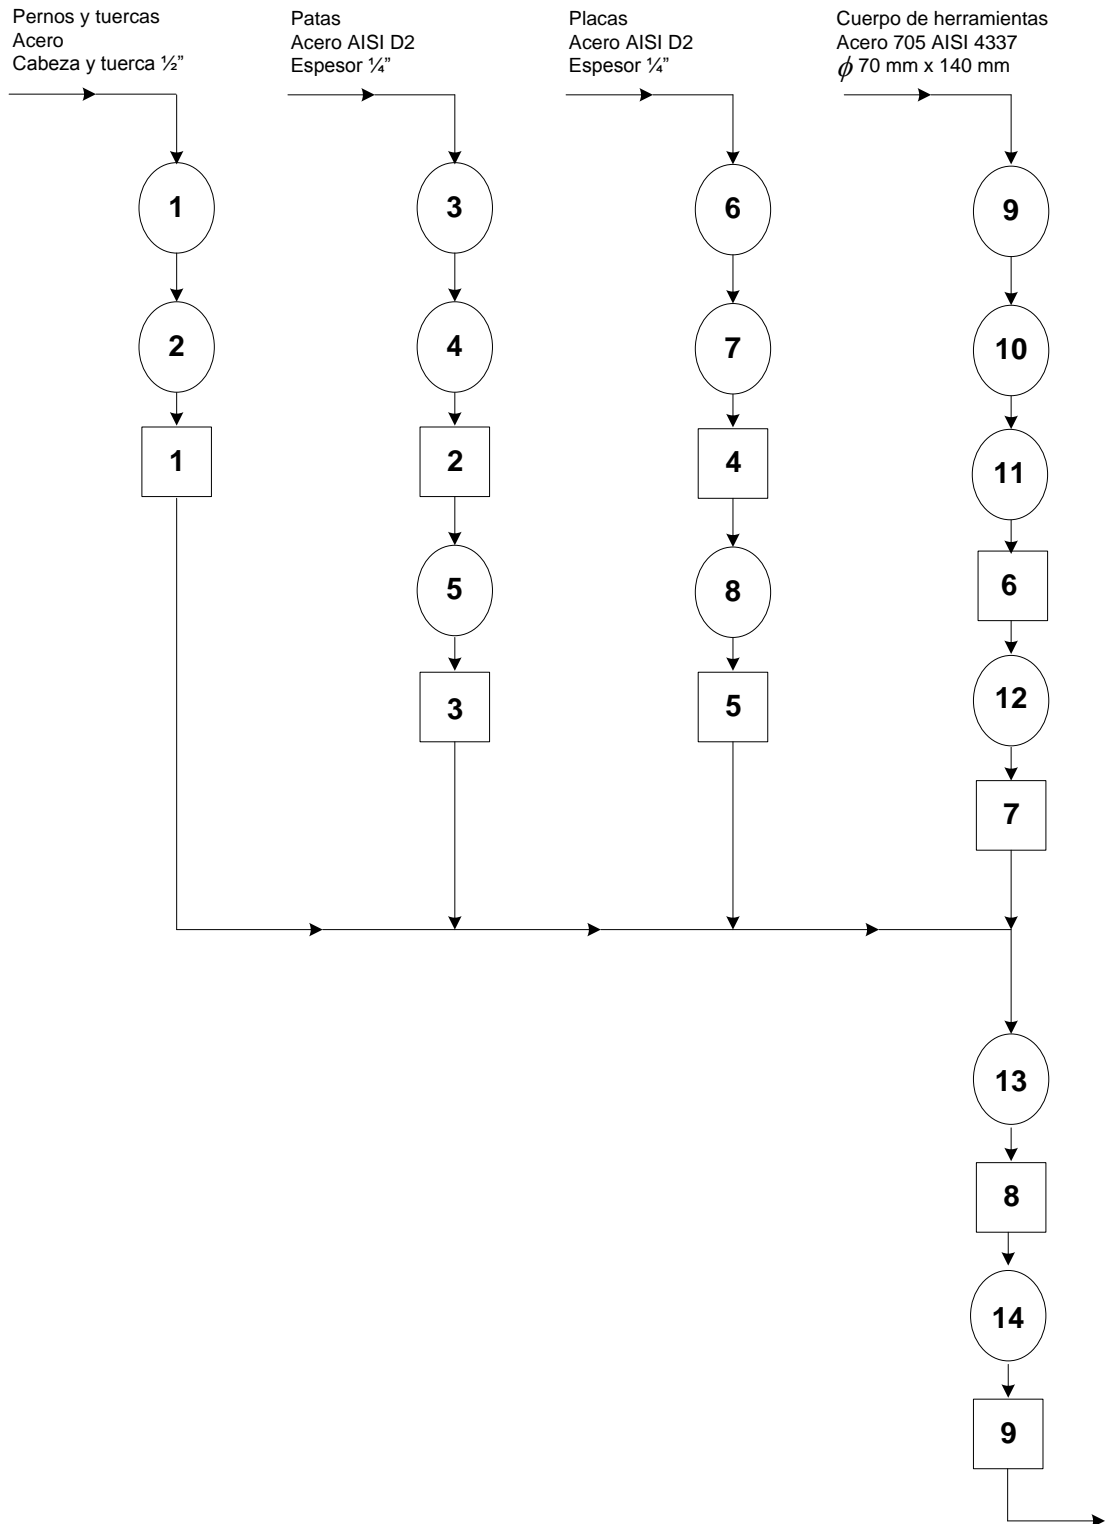 Pernos y tuercas
Acero
Cabeza y tuerca ½”
Patas
Acero AISI D2
Espesor ¼”
Placas
Acero AISI D2
Espesor ¼”
Cuerpo de herramientas
Acero 705 AISI 4337
ϕ 70 mm x 140 mm
1
2
1
3
4
2
5
3
6
7
4
8
5
9
10
11
6
12
7
13
8
14
9